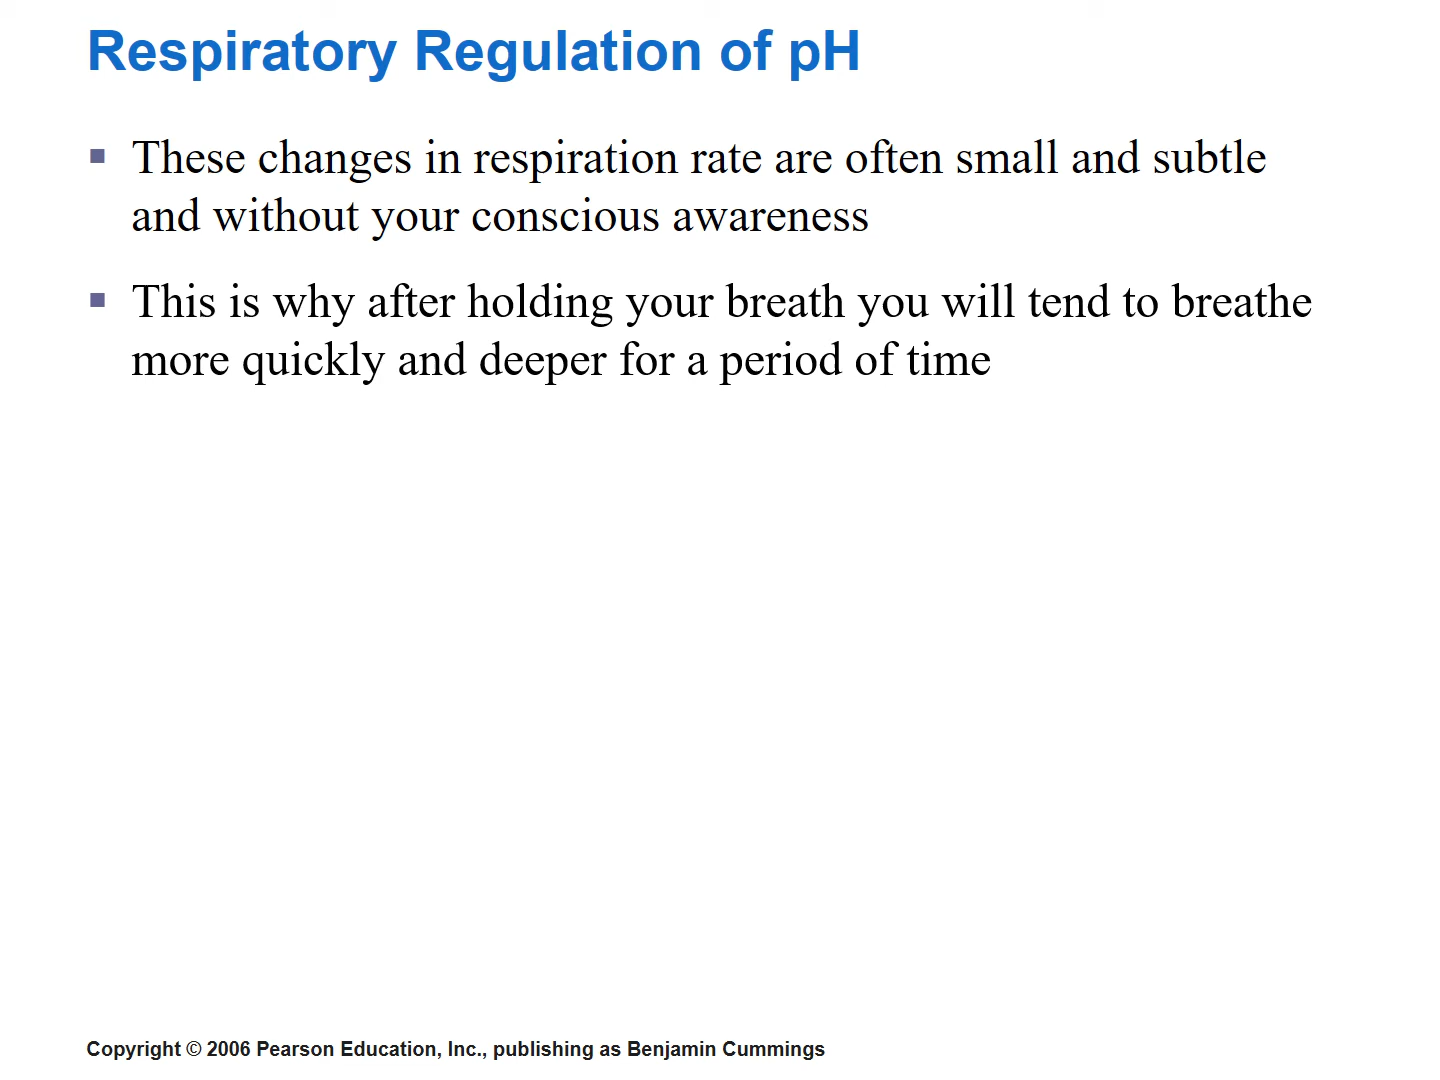 Respiratory Regulation of pH
▪ These changes in respiration rate are often small and subtle
and without your conscious awareness
▪ This is why after holding your breath you will tend to breathe
more quickly and deeper for a period of time
Copyright © 2006 Pearson Education, Inc., publishing as Benjamin Cummings